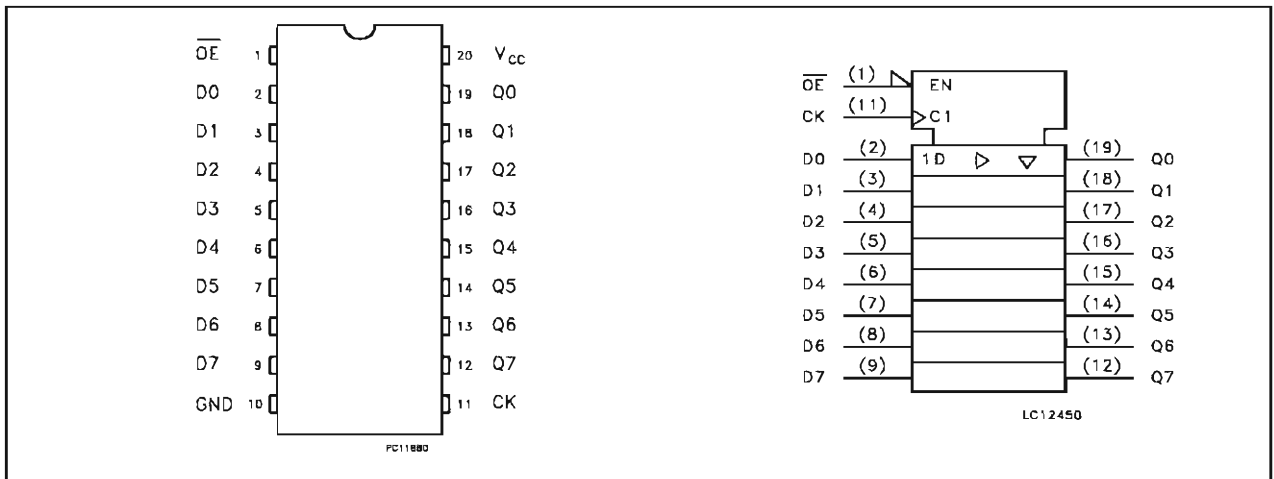 OE 1 20 VCC
D0 2 19 Q0
D1 3 18 Q1
D2 4 17 Q2
D3 5 16 Q3
D4 6 15 Q4
D5 7 14 Q5
D6 8 13 Q6
D7 9 12 Q7
GND 10 11 CK
PC11880
OE (1) EN
CK (11) C1
D0 (2) 1D (19) Q0
D1 (3) (18) Q1
D2 (4) (17) Q2
D3 (5) (16) Q3
D4 (6) (15) Q4
D5 (7) (14) Q5
D6 (8) (13) Q6
D7 (9) (12) Q7
LC12450